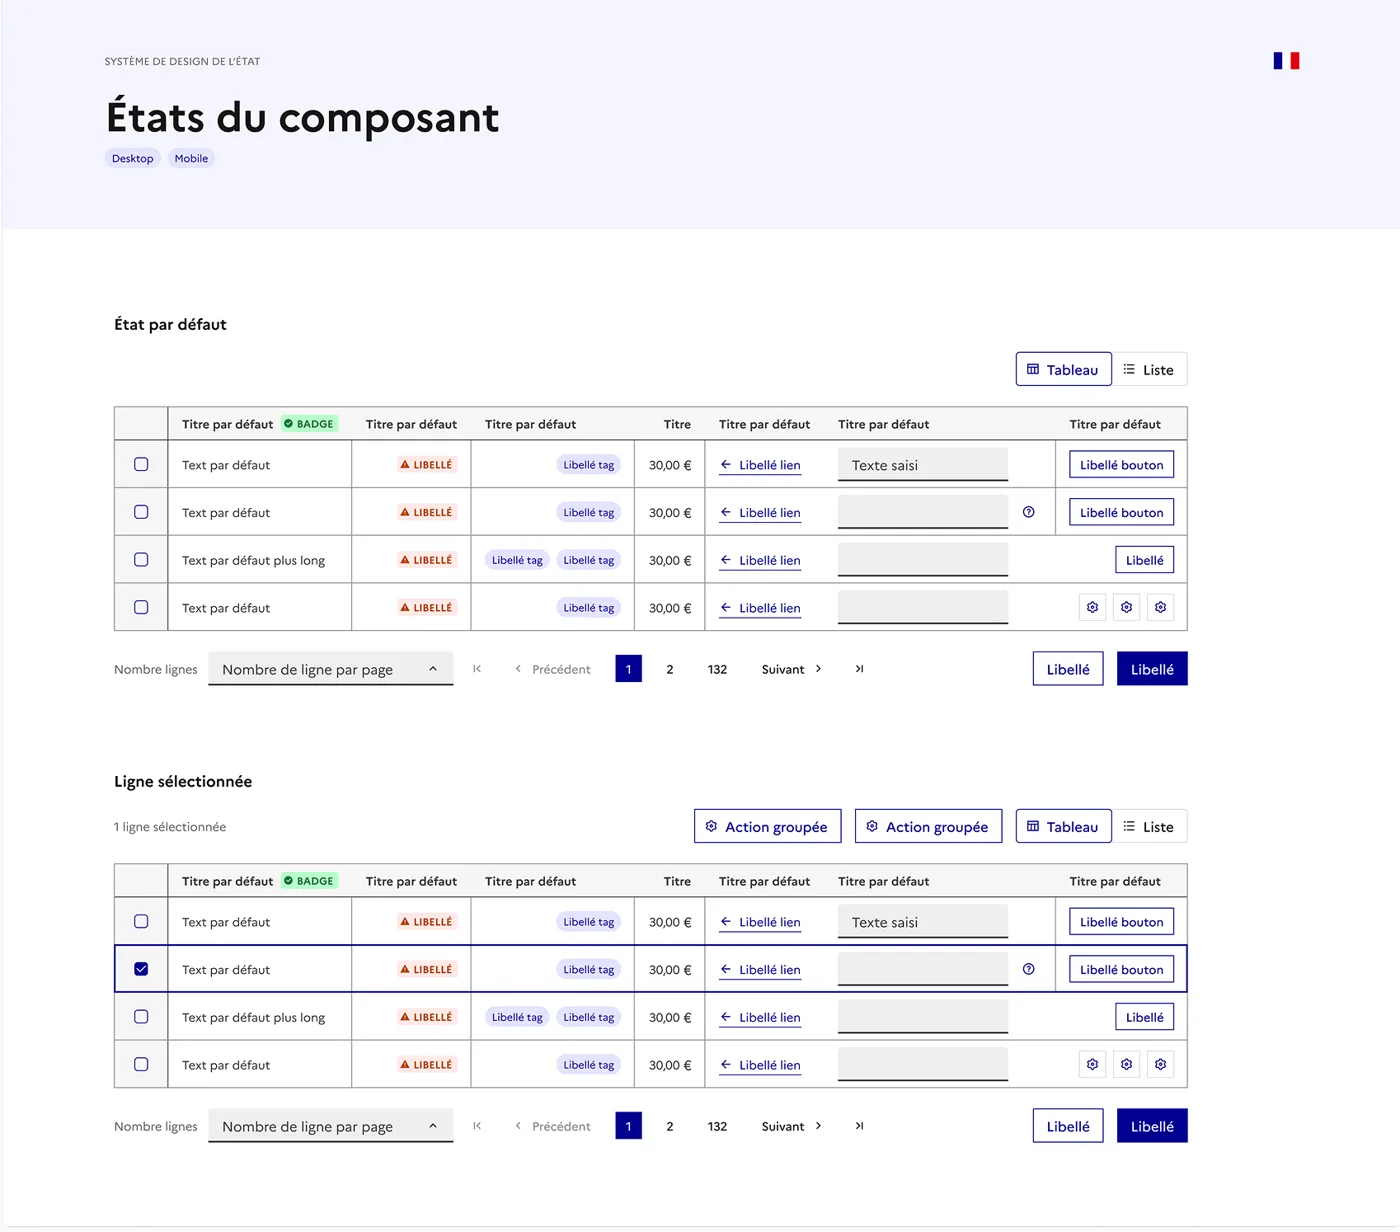 SYSTÈME DE DESIGN DE L'ÉTAT
États du composant
Desktop Mobile
État par défaut
Tableau Liste
Titre par défaut BADGE Titre par défaut Titre par défaut Titre Titre par défaut Titre par défaut Titre par défaut
Text par défaut LIBELLÉ Libellé tag 30,00 € Libellé lien Texte saisi Libellé bouton
Text par défaut LIBELLÉ Libellé tag 30,00 € Libellé lien Libellé bouton
Text par défaut plus long LIBELLÉ Libellé tag Libellé tag 30,00 € Libellé lien Libellé
Text par défaut LIBELLÉ Libellé tag 30,00 € Libellé lien
Nombre lignes Nombre de ligne par page Précédent 1 2 132 Suivant Libellé Libellé
Ligne sélectionnée
1 ligne sélectionnée Action groupée Action groupée Tableau Liste
Titre par défaut BADGE Titre par défaut Titre par défaut Titre Titre par défaut Titre par défaut Titre par défaut
Text par défaut LIBELLÉ Libellé tag 30,00 € Libellé lien Texte saisi Libellé bouton
Text par défaut LIBELLÉ Libellé tag 30,00 € Libellé lien Libellé bouton
Text par défaut plus long LIBELLÉ Libellé tag Libellé tag 30,00 € Libellé lien Libellé
Text par défaut LIBELLÉ Libellé tag 30,00 € Libellé lien
Nombre lignes Nombre de ligne par page Précédent 1 2 132 Suivant Libellé Libellé